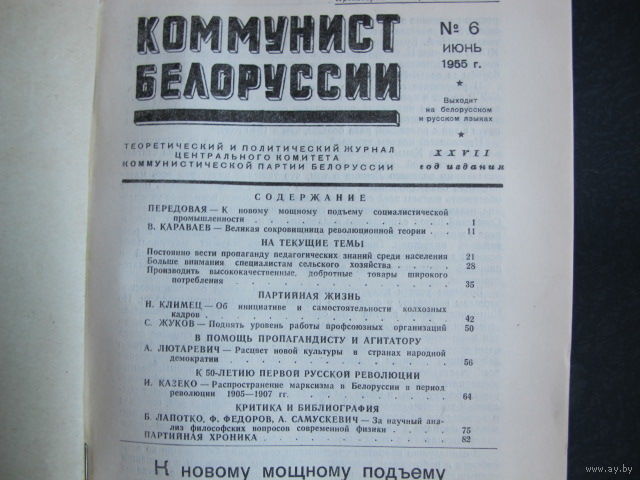 КОММУНИСТ
БЕЛОРУССИИ
№ 6
ИЮНЬ
1955 г.
★
Выходит
на белорусском
и русском языках
★
XXVII
год издания
ТЕОРЕТИЧЕСКИЙ И ПОЛИТИЧЕСКИЙ ЖУРНАЛ
ЦЕНТРАЛЬНОГО КОМИТЕТА
КОММУНИСТИЧЕСКОЙ ПАРТИИ БЕЛОРУССИИ
СОДЕРЖАНИЕ
ПЕРЕДОВАЯ — К новому мощному подъему социалистической
промышленности . . . . . . . . . . 1
В. КАРАВАЕВ — Великая сокровищница революционной теории . . 11
НА ТЕКУЩИЕ ТЕМЫ
Постоянно вести пропаганду педагогических знаний среди населения 21
Больше внимания специалистам сельского хозяйства . . . . 28
Производить высококачественные, добротные товары широкого
потребления . . . . . . . . . . 35
ПАРТИЙНАЯ ЖИЗНЬ
Н. КЛИМЕЦ — Об инициативе и самостоятельности колхозных
кадров . . . . . . . . . . 42
С. ЖУКОВ — Поднять уровень работы профсоюзных организаций 50
В ПОМОЩЬ ПРОПАГАНДИСТУ И АГИТАТОРУ
А. ЛЮТАРЕВИЧ — Расцвет новой культуры в странах народной
демократии . . . . . . . . . . 56
К 50-ЛЕТИЮ ПЕРВОЙ РУССКОЙ РЕВОЛЮЦИИ
И. КАЗЕКО — Распространение марксизма в Белоруссии в период
революции 1905—1907 гг. . . . . . . . . 64
КРИТИКА И БИБЛИОГРАФИЯ
Б. ЛАПОТКО, Ф. ФЕДОРОВ, А. САМУСКЕВИЧ — За научный ана-
лиз философских вопросов современной физики . . . . 75
ПАРТИЙНАЯ ХРОНИКА . . . . . . . . 82
К новому мощному подъему
www.ay.by